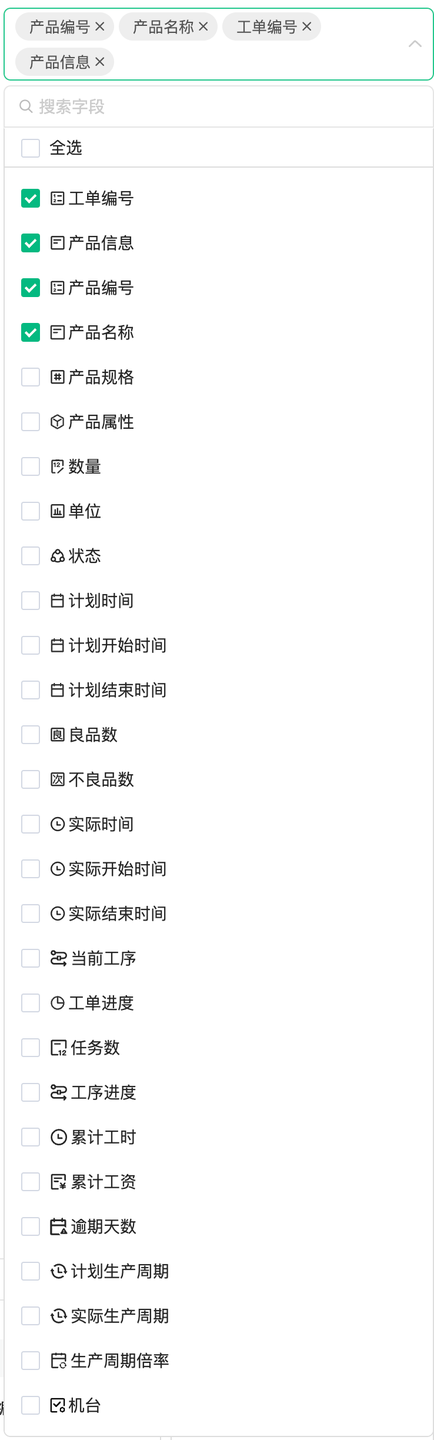 产品编号 × 产品名称 × 工单编号 ×
产品信息 ×
搜索字段
全选
工单编号
产品信息
产品编号
产品名称
产品规格
产品属性
数量
单位
状态
计划时间
计划开始时间
计划结束时间
良品数
不良品数
实际时间
实际开始时间
实际结束时间
当前工序
工单进度
任务数
工序进度
累计工时
累计工资
逾期天数
计划生产周期
实际生产周期
生产周期倍率
机台